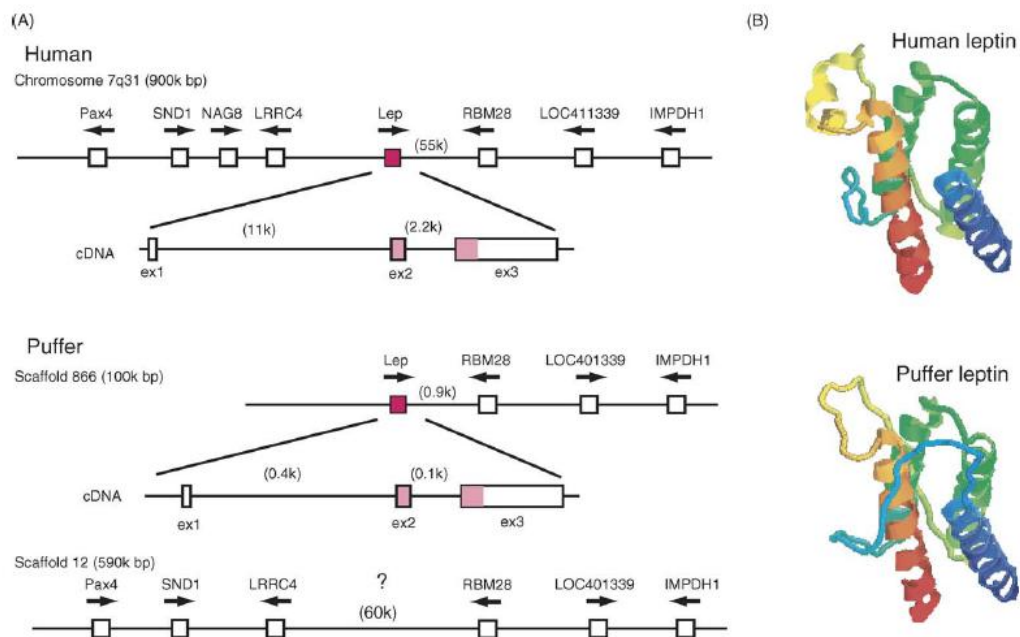 (A)
Human
Chromosome 7q31 (900k bp)
Pax4 SND1 NAG8 LRRC4 Lep RBM28 LOC411339 IMPDH1
(55k)
(11k) (2.2k)
cDNA
ex1 ex2 ex3
Puffer
Scaffold 866 (100k bp)
Lep RBM28 LOC401339 IMPDH1
(0.9k)
(0.4k) (0.1k)
cDNA
ex1 ex2 ex3
Scaffold 12 (590k bp)
Pax4 SND1 LRRC4 ? RBM28 LOC401339 IMPDH1
(60k)
(B)
Human leptin
Puffer leptin